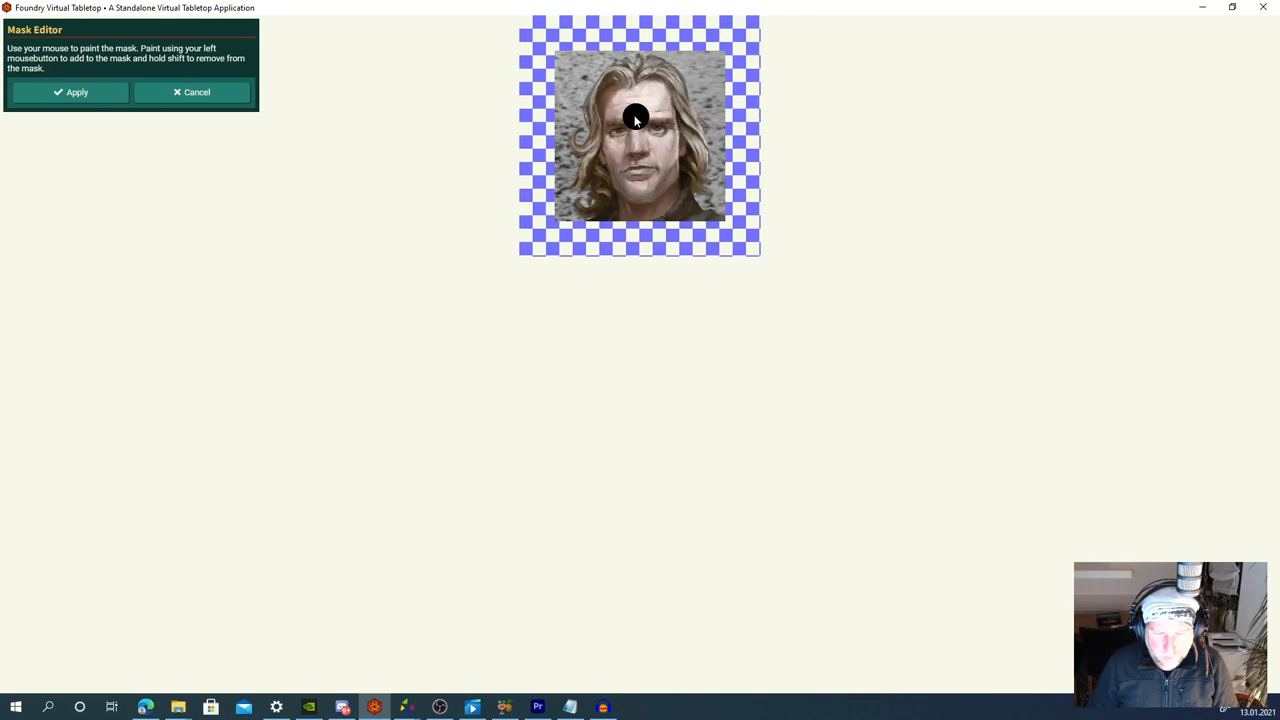 Foundry Virtual Tabletop • A Standalone Virtual Tabletop Application
Mask Editor
Use your mouse to paint the mask. Paint using your left
mousebutton to add to the mask and hold shift to remove from
the mask.
Apply
Cancel
Pr
13.01.2021